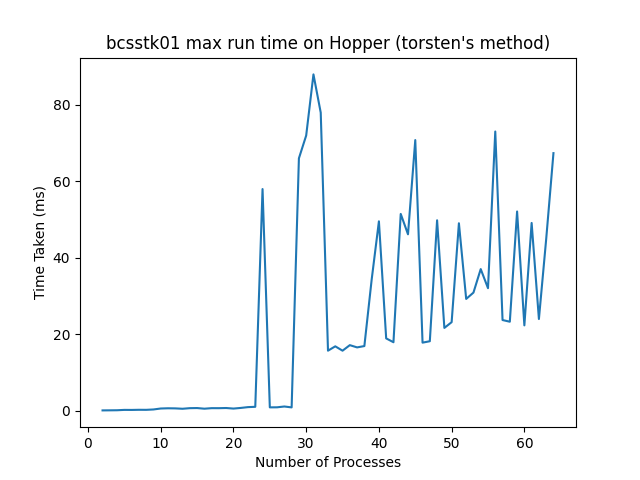 bcsstk01 max run time on Hopper (torsten's method)
Time Taken (ms)
80
60
40
20
0
0 10 20 30 40 50 60
Number of Processes